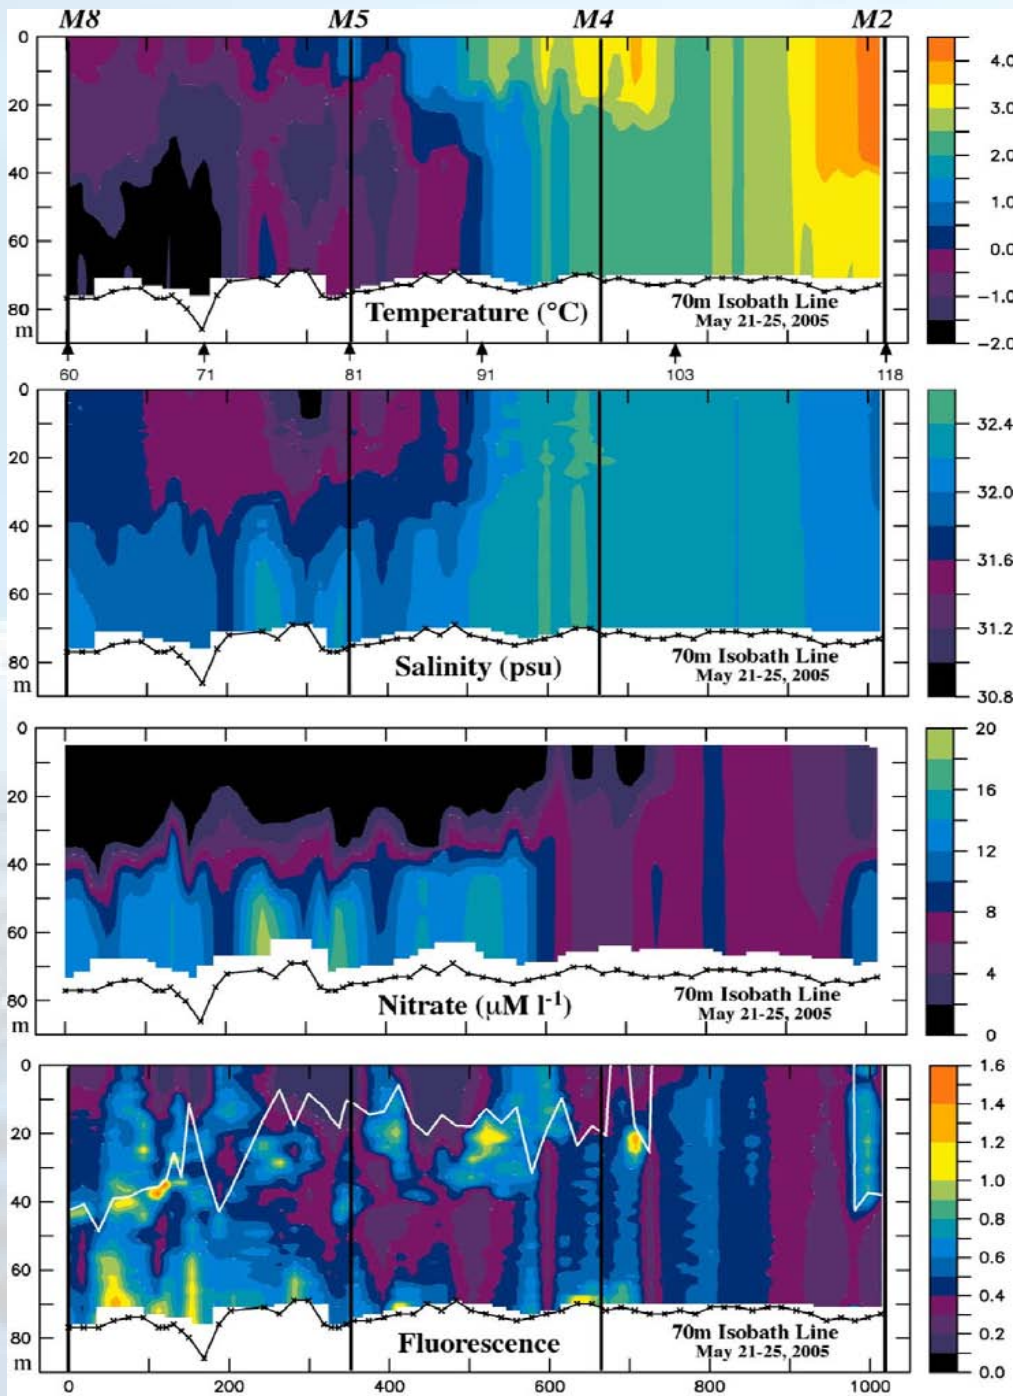 M8 M5 M4 M2
0
20
40
60
80
m
Temperature (°C)
70m Isobath Line
May 21-25, 2005
4.0
3.0
2.0
1.0
0.0
−1.0
−2.0
60 71 81 91 103 118
0
20
40
60
80
m
Salinity (psu)
70m Isobath Line
May 21-25, 2005
32.4
32.0
31.6
31.2
30.8
0
20
40
60
80
m
Nitrate (µM l-1)
70m Isobath Line
May 21-25, 2005
20
16
12
8
4
0
0
20
40
60
80
m
Fluorescence
70m Isobath Line
May 21-25, 2005
1.6
1.4
1.2
1.0
0.8
0.6
0.4
0.2
0.0
0 200 400 600 800 1000